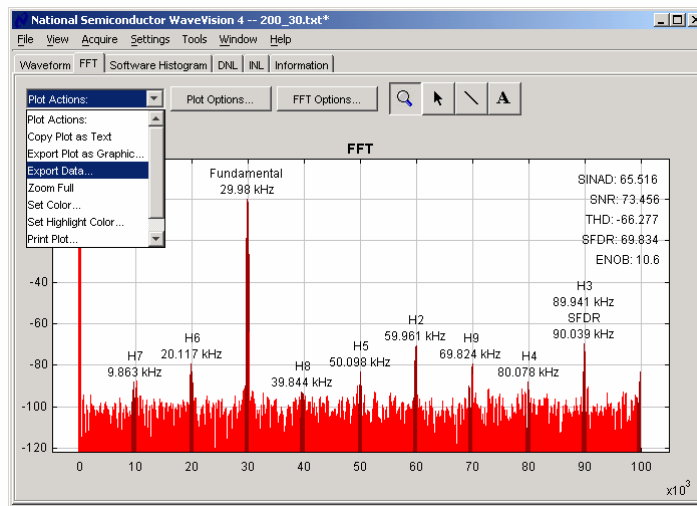 National Semiconductor WaveVision 4 -- 200_30.txt*
File View Acquire Settings Tools Window Help
Waveform FFT Software Histogram DNL INL Information
Plot Actions: Plot Options... FFT Options... A
Plot Actions:
Copy Plot as Text
Export Plot as Graphic...
Export Data...
Zoom Full
Set Color...
Set Highlight Color...
Print Plot...
FFT
Fundamental
29.98 kHz
SINAD: 65.516
SNR: 73.456
THD: -66.277
SFDR: 69.834
ENOB: 10.6
H3
89.941 kHz
SFDR
90.039 kHz
H2
59.961 kHz
H6
20.117 kHz
H7
9.863 kHz
H8
39.844 kHz
H5
50.098 kHz
H9
69.824 kHz
H4
80.078 kHz
-40
-60
-80
-100
-120
0 10 20 30 40 50 60 70 80 90 100
x10³